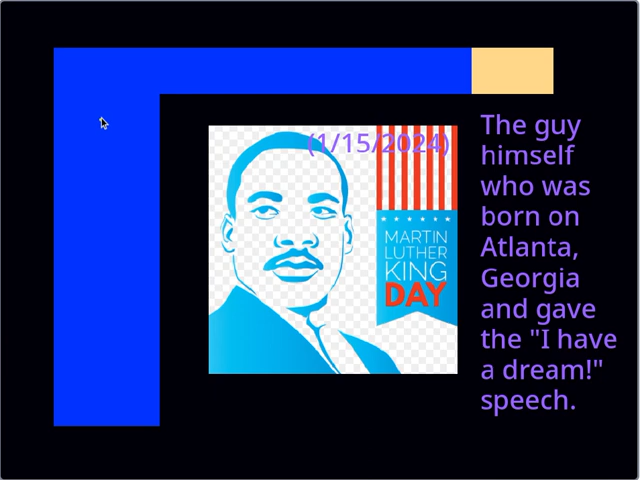 (1/15/2024)
MARTIN
LUTHER
KING
DAY
The guy
himself
who was
born on
Atlanta,
Georgia
and gave
the "I have
a dream!"
speech.